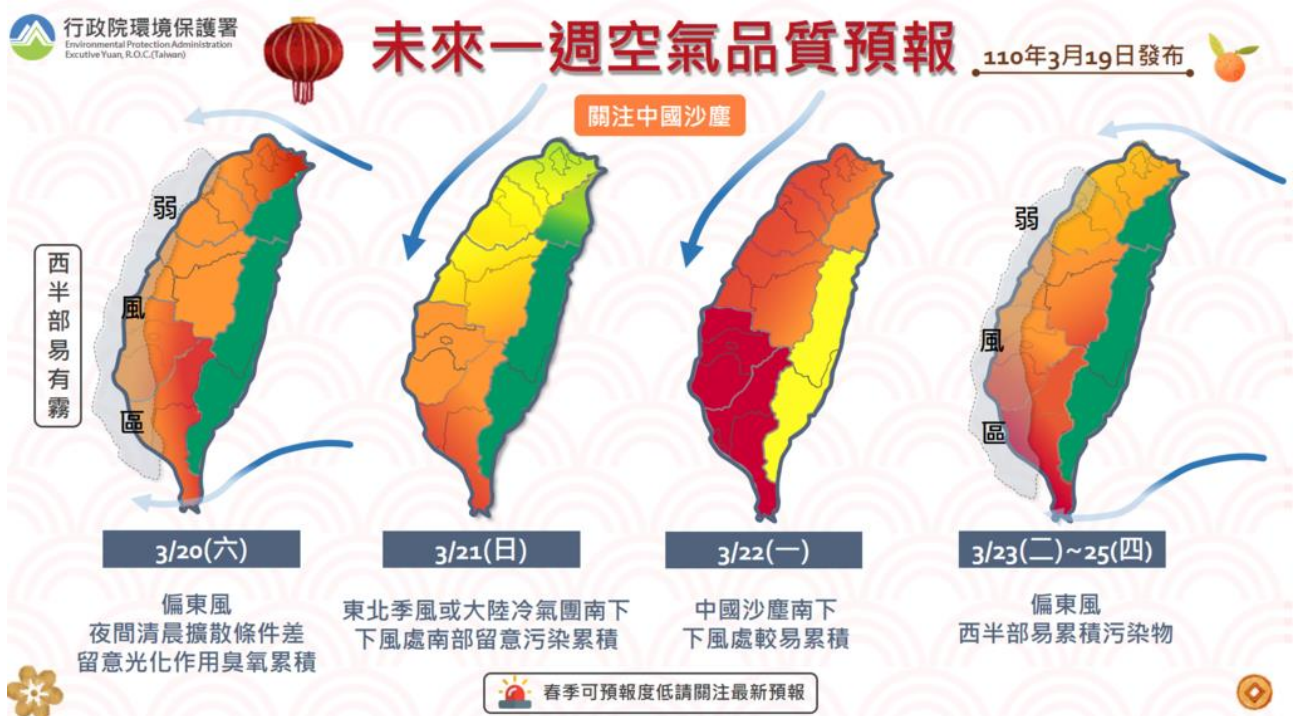 行政院環境保護署
Environmental Protection Administration
Excutive Yuan, R.O.C.(Taiwan)
未來一週空氣品質預報
110年3月19日發布
關注中國沙塵
西半部易有霧
弱
風
區
弱
風
區
3/20(六)
偏東風
夜間清晨擴散條件差
留意光化作用臭氧累積
3/21(日)
東北季風或大陸冷氣團南下
下風處南部留意污染累積
3/22(一)
中國沙塵南下
下風處較易累積
3/23(二)~25(四)
偏東風
西半部易累積污染物
春季可預報度低請關注最新預報